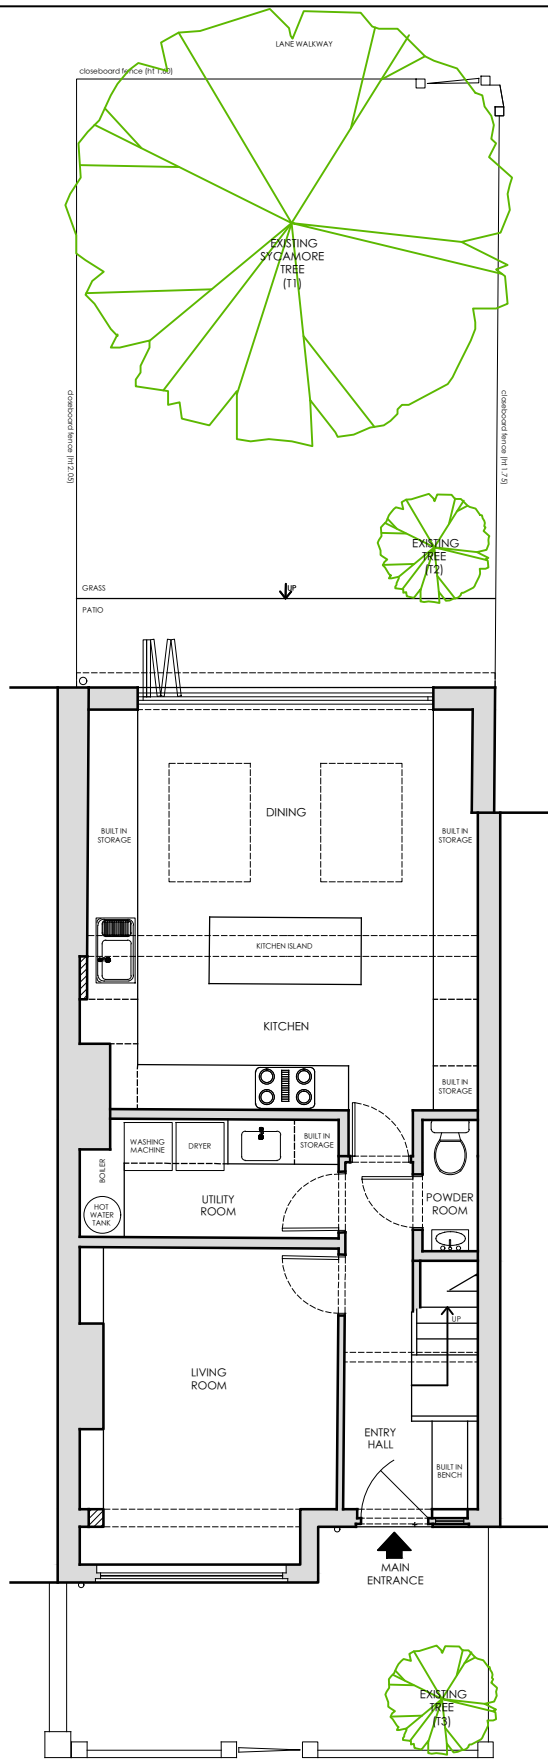 LANE WALKWAY
closeboard fence (ht 1.80)
EXISTING
SYCAMORE
TREE
(T1)
closeboard fence (ht 2.05)
closeboard fence (ht 1.75)
EXISTING
TREE
(T2)
GRASS
UP
PATIO
DINING
BUILT IN
STORAGE
BUILT IN
STORAGE
KITCHEN ISLAND
KITCHEN
BUILT IN
STORAGE
WASHING
MACHINE
DRYER
BUILT IN
STORAGE
BOILER
HOT
WATER
TANK
UTILITY
ROOM
POWDER
ROOM
UP
LIVING
ROOM
ENTRY
HALL
BUILT IN
BENCH
MAIN
ENTRANCE
EXISTING
TREE
(T3)